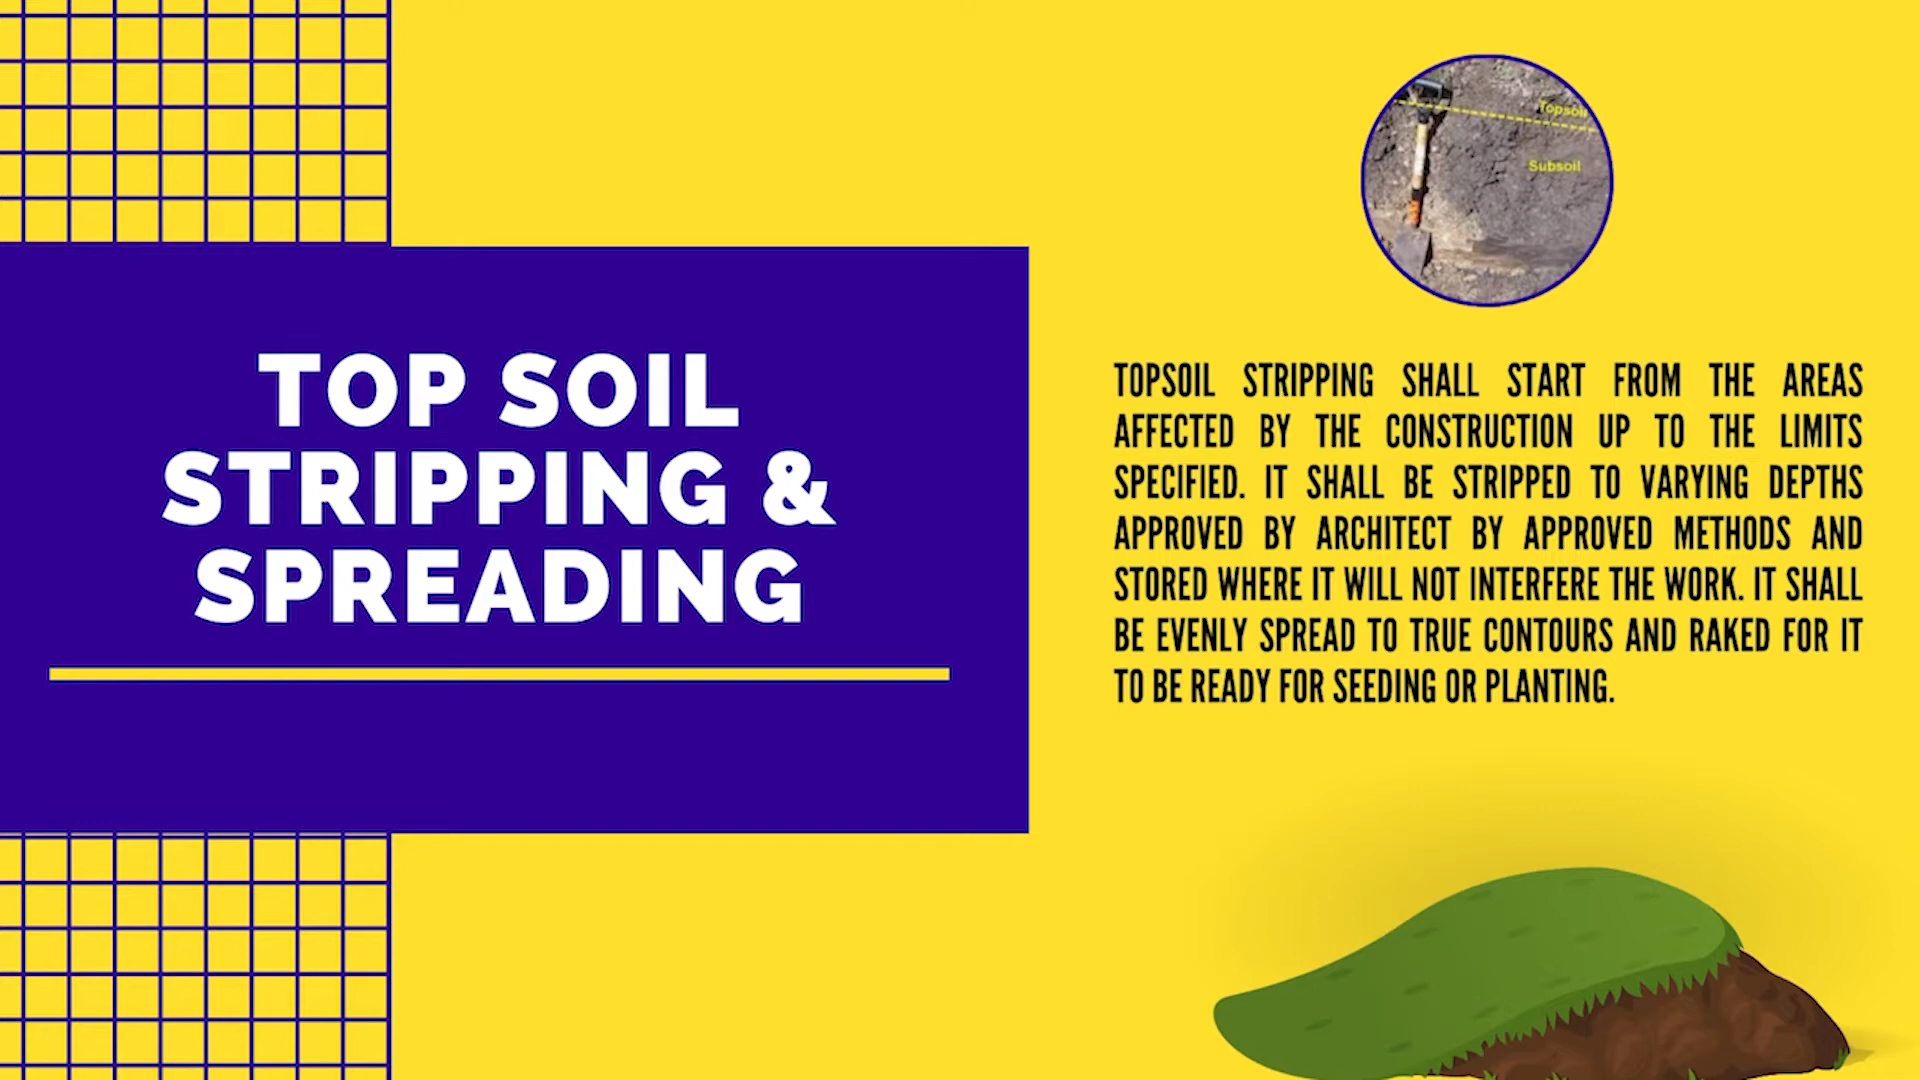 TOP SOIL
STRIPPING &
SPREADING
Topsoil
Subsoil
TOPSOIL STRIPPING SHALL START FROM THE AREAS
AFFECTED BY THE CONSTRUCTION UP TO THE LIMITS
SPECIFIED. IT SHALL BE STRIPPED TO VARYING DEPTHS
APPROVED BY ARCHITECT BY APPROVED METHODS AND
STORED WHERE IT WILL NOT INTERFERE THE WORK. IT SHALL
BE EVENLY SPREAD TO TRUE CONTOURS AND RAKED FOR IT
TO BE READY FOR SEEDING OR PLANTING.